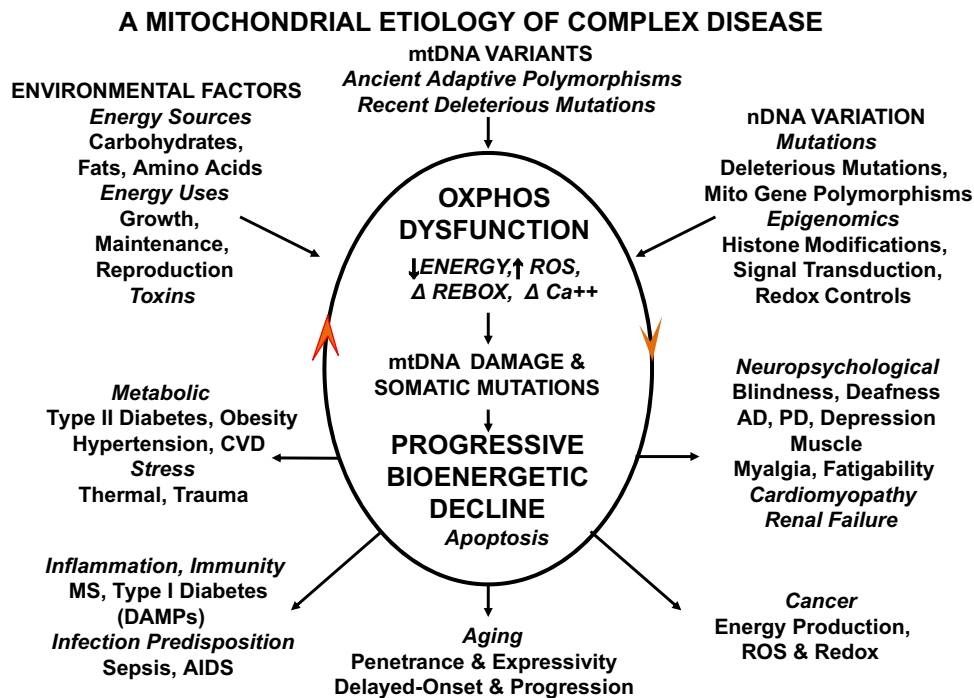 A MITOCHONDRIAL ETIOLOGY OF COMPLEX DISEASE
mtDNA VARIANTS
Ancient Adaptive Polymorphisms
Recent Deleterious Mutations
ENVIRONMENTAL FACTORS
Energy Sources
Carbohydrates,
Fats, Amino Acids
Energy Uses
Growth,
Maintenance,
Reproduction
Toxins
nDNA VARIATION
Mutations
Deleterious Mutations,
Mito Gene Polymorphisms
Epigenomics
Histone Modifications,
Signal Transduction,
Redox Controls
OXPHOS
DYSFUNCTION
↓ENERGY,↑ ROS,
Δ REBOX, Δ Ca++
mtDNA DAMAGE &
SOMATIC MUTATIONS
PROGRESSIVE
BIOENERGETIC
DECLINE
Apoptosis
Metabolic
Type II Diabetes, Obesity
Hypertension, CVD
Stress
Thermal, Trauma
Neuropsychological
Blindness, Deafness
AD, PD, Depression
Muscle
Myalgia, Fatigability
Cardiomyopathy
Renal Failure
Inflammation, Immunity
MS, Type I Diabetes
(DAMPs)
Infection Predisposition
Sepsis, AIDS
Aging
Penetrance & Expressivity
Delayed-Onset & Progression
Cancer
Energy Production,
ROS & Redox